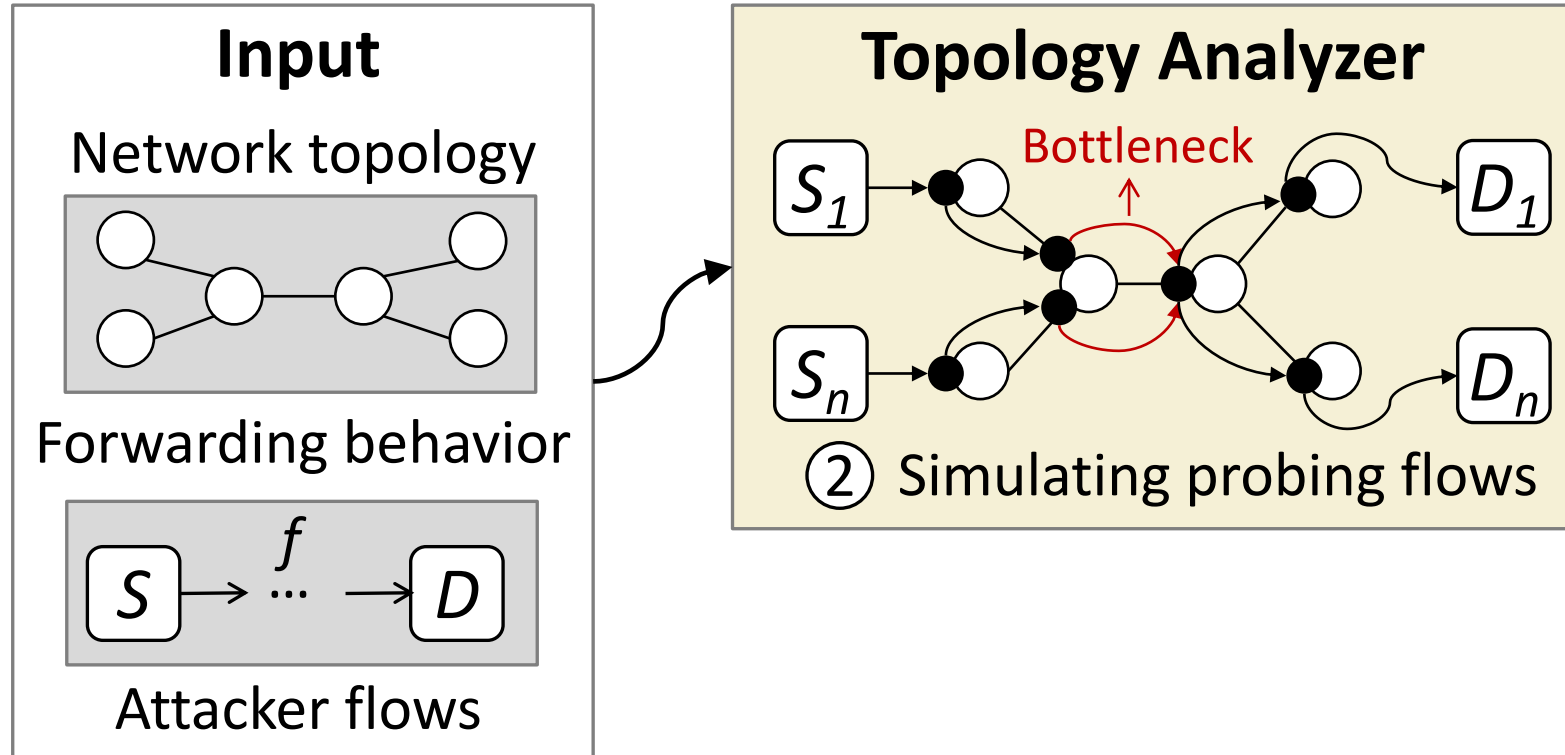 Input
Network topology
Forwarding behavior
S
f
...
D
Attacker flows
Topology Analyzer
Bottleneck
S1
D1
Sn
Dn
2 Simulating probing flows